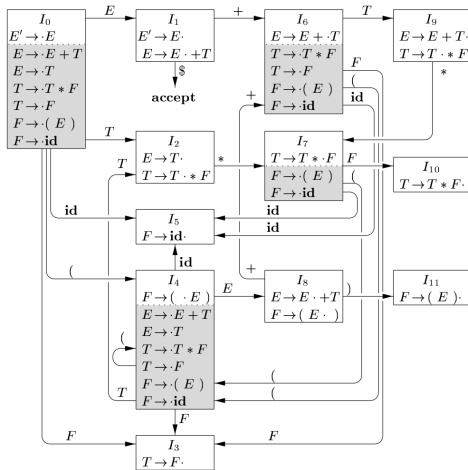 I₀
E′ → ·E
E → ·E + T
E → ·T
T → ·T * F
T → ·F
F → ·( E )
F → ·id
E
I₁
E′ → E·
E → E· + T
$
accept
+
I₆
E → E + ·T
T → ·T * F
T → ·F
F → ·( E )
F → ·id
T
I₉
E → E + T·
T → T· * F
*
F
(
id
+
T
I₂
E → T·
T → T· * F
T
*
I₇
T → T * ·F
F → ·( E )
F → ·id
F
(
I₁₀
T → T * F·
id
I₅
F → id·
id
id
id
(
I₄
F → ( ·E )
E → ·E + T
E → ·T
T → ·T * F
T → ·F
F → ·( E )
F → ·id
(
T
E
+
I₈
E → E· + T
F → ( E· )
)
I₁₁
F → ( E )·
(
(
F
F
I₃
T → F·
F